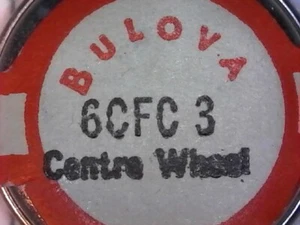 BULOVA
6CFC 3
Centre Wheel